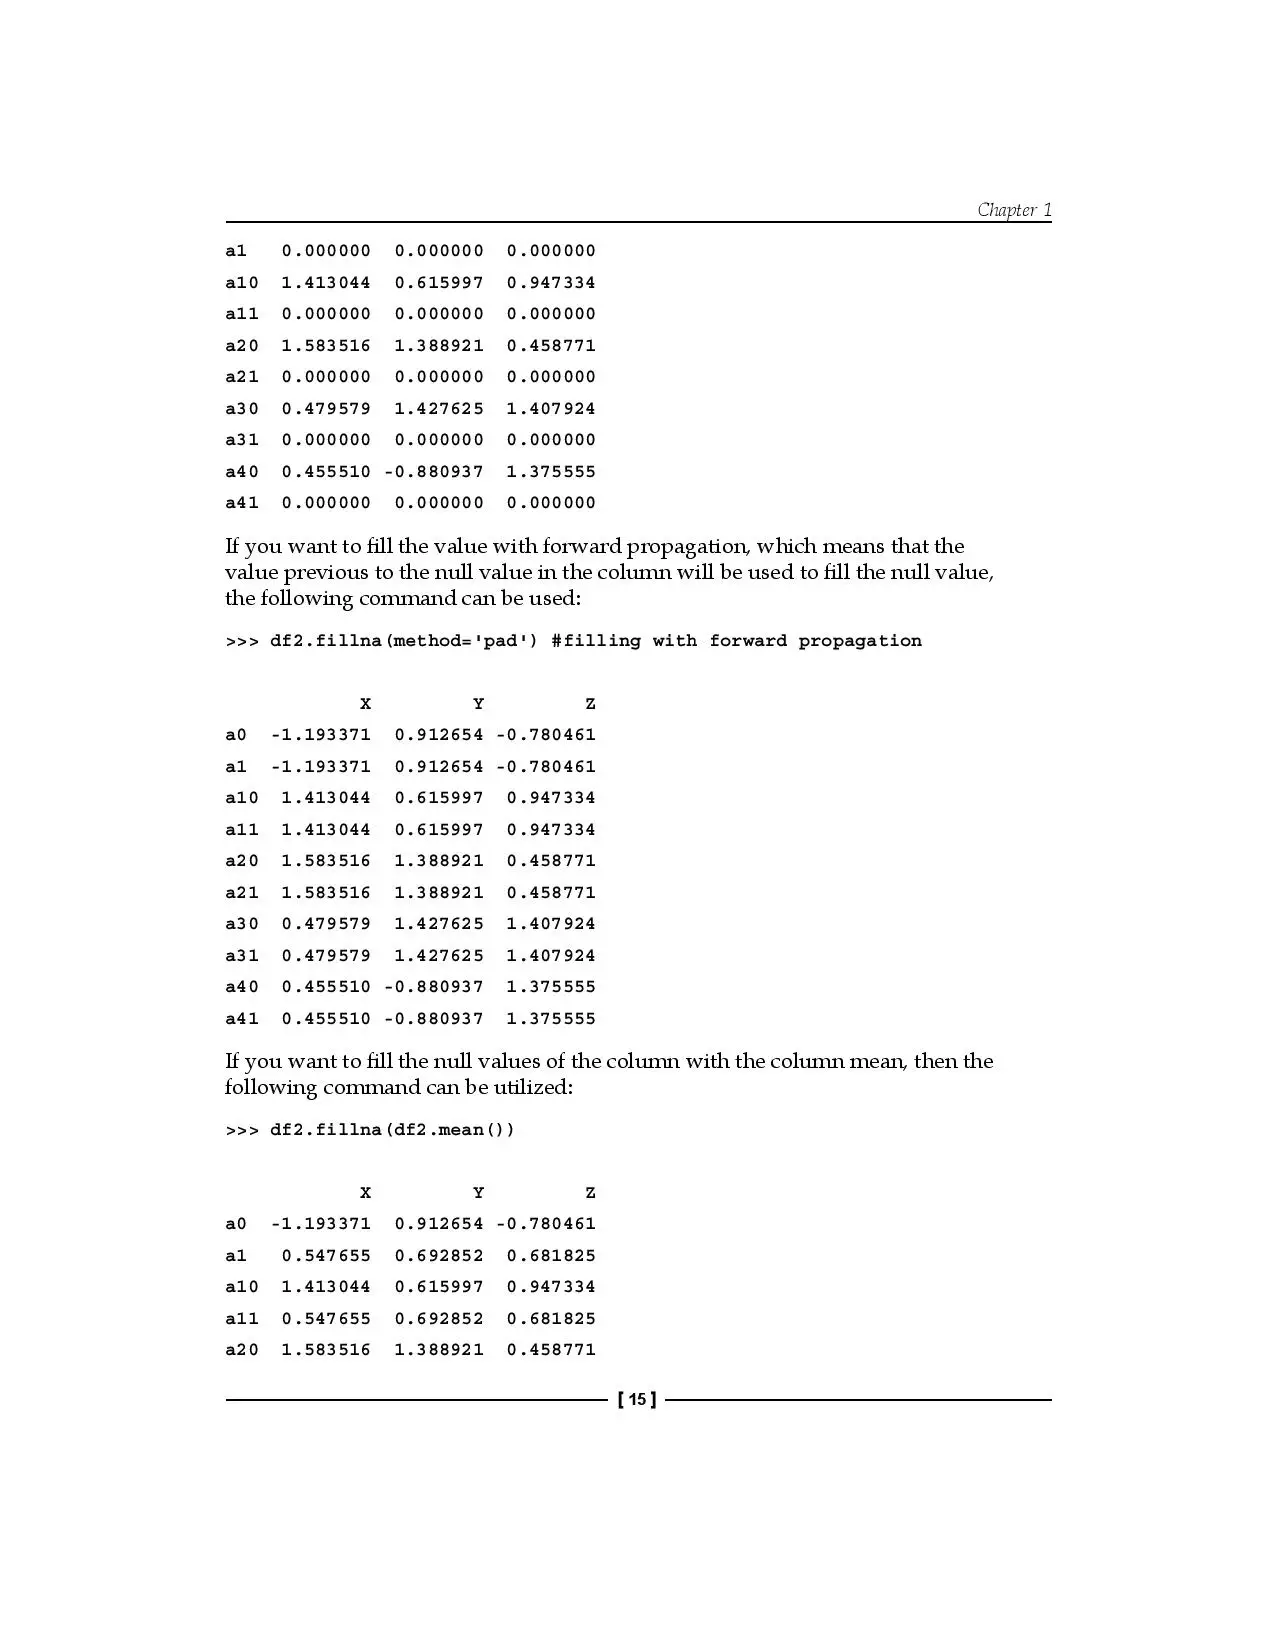 Chapter 1
a1   0.000000  0.000000  0.000000
a10  1.413044  0.615997  0.947334
a11  0.000000  0.000000  0.000000
a20  1.583516  1.388921  0.458771
a21  0.000000  0.000000  0.000000
a30  0.479579  1.427625  1.407924
a31  0.000000  0.000000  0.000000
a40  0.455510 -0.880937  1.375555
a41  0.000000  0.000000  0.000000
If you want to fill the value with forward propagation, which means that the
value previous to the null value in the column will be used to fill the null value,
the following command can be used:
>>> df2.fillna(method='pad') #filling with forward propagation
            X         Y         Z
a0  -1.193371  0.912654 -0.780461
a1  -1.193371  0.912654 -0.780461
a10  1.413044  0.615997  0.947334
a11  1.413044  0.615997  0.947334
a20  1.583516  1.388921  0.458771
a21  1.583516  1.388921  0.458771
a30  0.479579  1.427625  1.407924
a31  0.479579  1.427625  1.407924
a40  0.455510 -0.880937  1.375555
a41  0.455510 -0.880937  1.375555
If you want to fill the null values of the column with the column mean, then the
following command can be utilized:
>>> df2.fillna(df2.mean())
            X         Y         Z
a0  -1.193371  0.912654 -0.780461
a1   0.547655  0.692852  0.681825
a10  1.413044  0.615997  0.947334
a11  0.547655  0.692852  0.681825
a20  1.583516  1.388921  0.458771
[ 15 ]